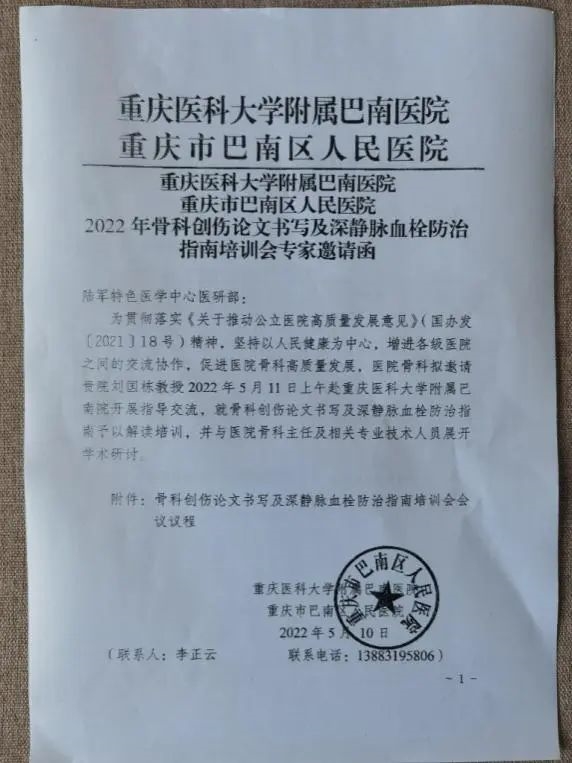 重庆医科大学附属巴南医院
重庆市巴南区人民医院
重庆医科大学附属巴南医院
重庆市巴南区人民医院
2022年骨科创伤论文书写及深静脉血栓防治
指南培训会专家邀请函
陆军特色医学中心医研部：
为贯彻落实《关于推动公立医院高质量发展意见》（国办发
〔2021〕18号）精神，坚持以人民健康为中心，增进各级医院
之间的交流协作，促进医院骨科高质量发展，医院骨科拟邀请
贵院刘国栋教授2022年5月11日上午赴重庆医科大学附属巴
南院开展指导交流，就骨科创伤论文书写及深静脉血栓防治指
南予以解读培训，并与医院骨科主任及相关专业技术人员展开
学术研讨。
附件：骨科创伤论文书写及深静脉血栓防治指南培训会会
议议程
重庆医科大学附属巴南医院
重庆市巴南区人民医院
2022年5月10日
重庆市巴南区人民医院
（联系人：李正云 联系电话：13883195806）
- 1 -